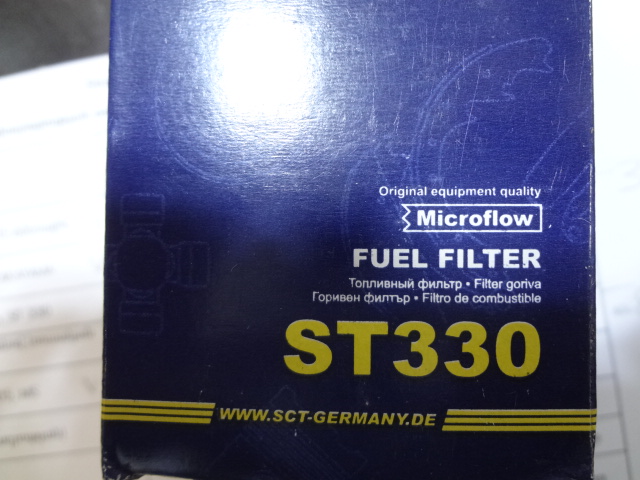 Original equipment quality
Microflow
FUEL FILTER
Топливный фильтр • Filter goriva
Горивен филтър • Filtro de combustible
ST330
WWW.SCT-GERMANY.DE